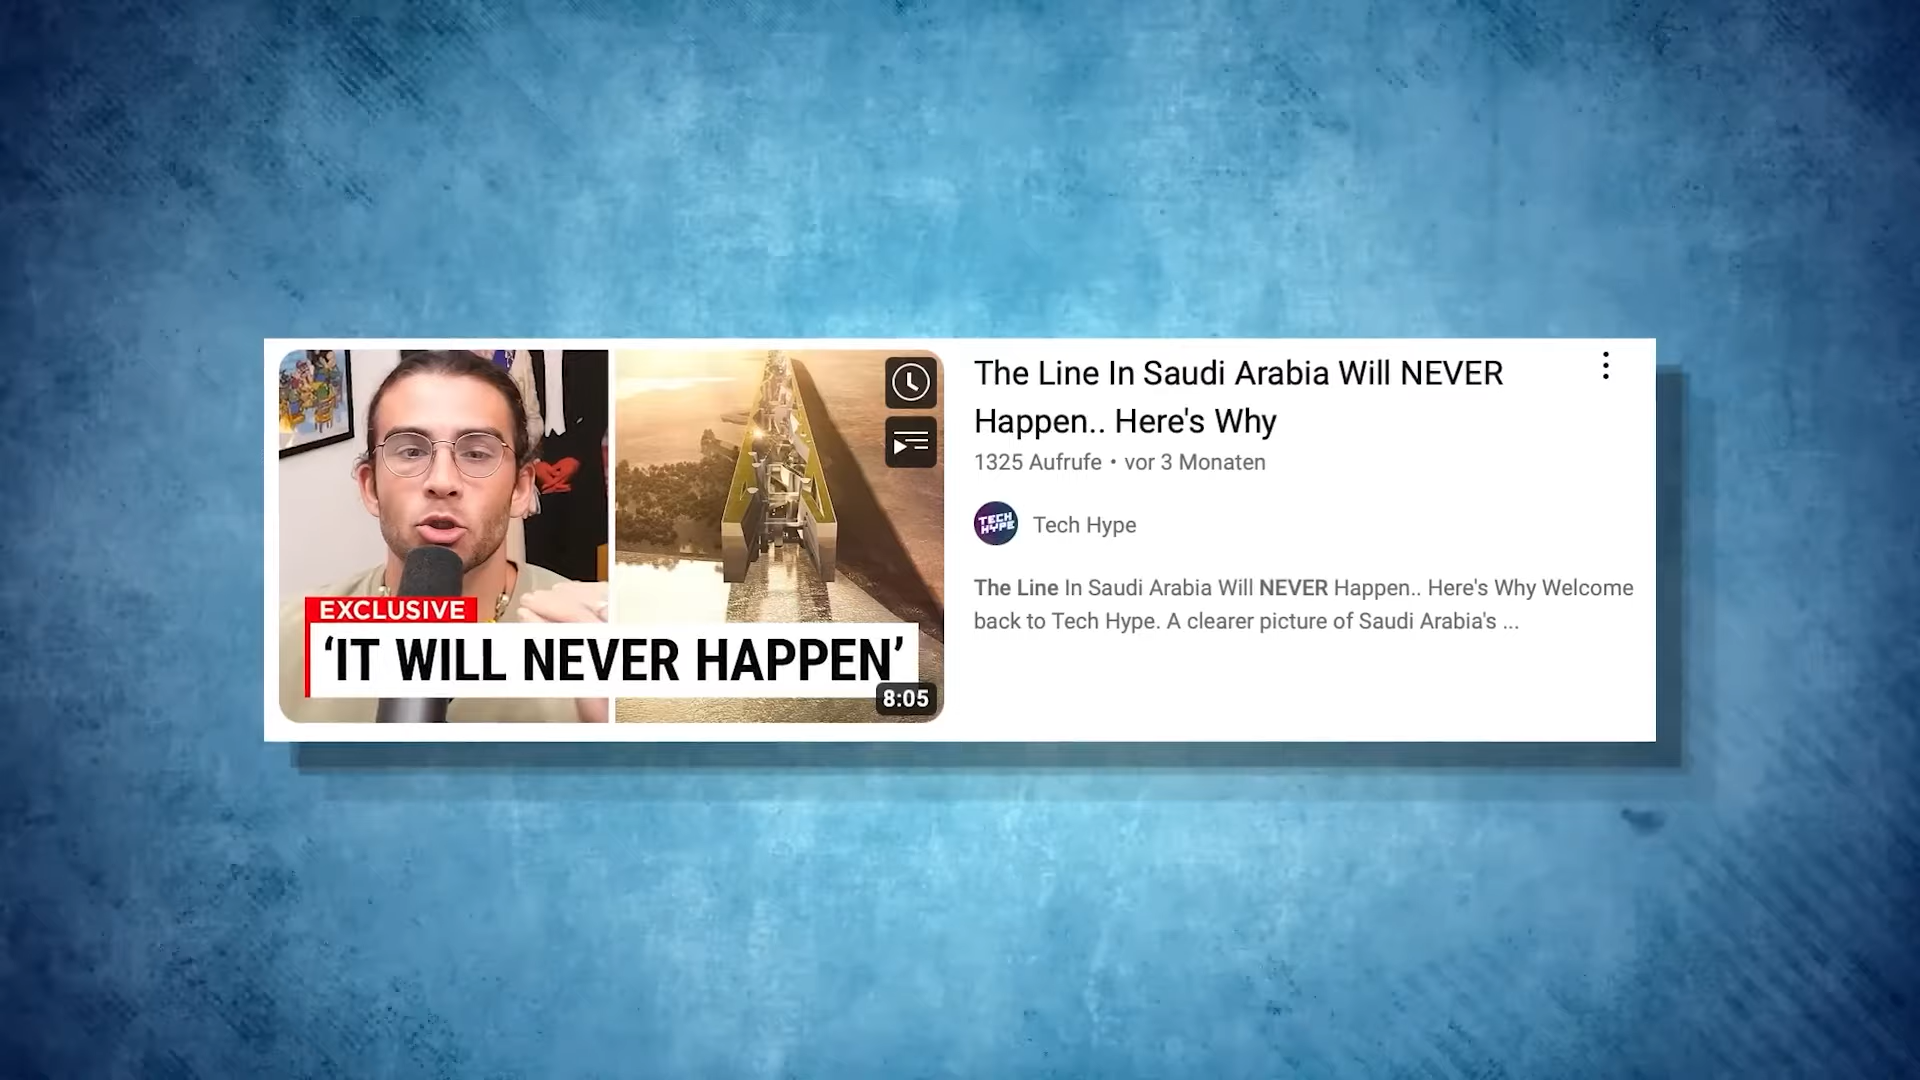 EXCLUSIVE
'IT WILL NEVER HAPPEN'
8:05
The Line In Saudi Arabia Will NEVER
Happen.. Here's Why
1325 Aufrufe • vor 3 Monaten
TECH
HYPE
Tech Hype
The Line In Saudi Arabia Will NEVER Happen.. Here's Why Welcome
back to Tech Hype. A clearer picture of Saudi Arabia's ...